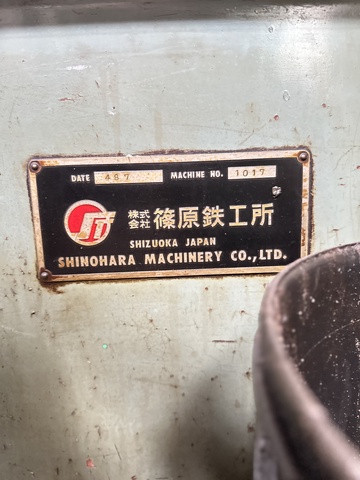 DATE 48.7 MACHINE NO. 1017
株式会社 篠原鉄工所
SHIZUOKA JAPAN
SHINOHARA MACHINERY CO.,LTD.